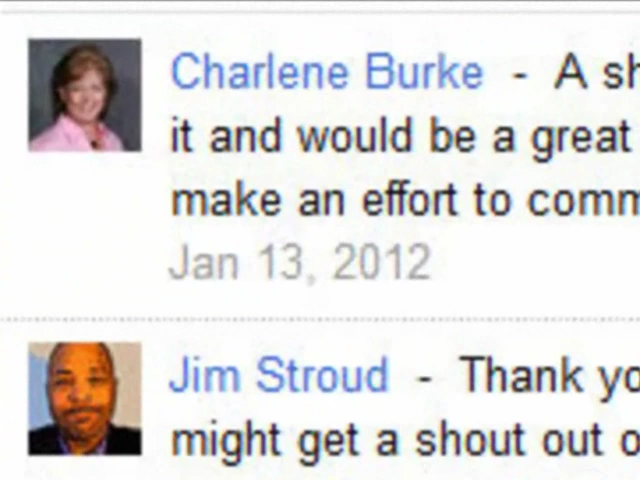 Charlene Burke - A sh
it and would be a great
make an effort to comm
Jan 13, 2012
Jim Stroud - Thank yo
might get a shout out o